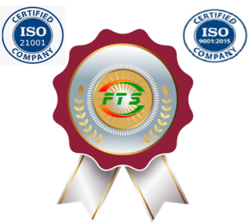 CERTIFIED
ISO
21001
COMPANY
CERTIFIED
ISO
9001:2015
COMPANY
FTS